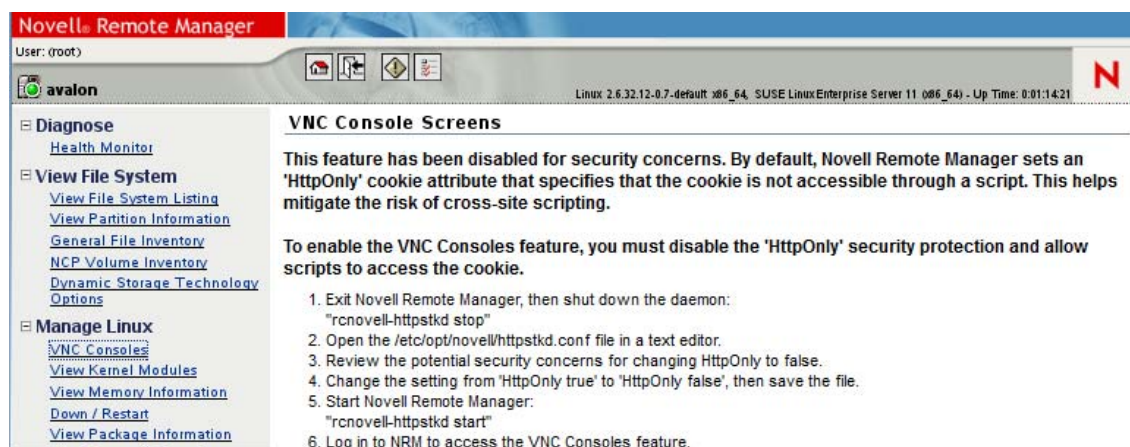 Novell® Remote Manager
User: (root)
avalon
Linux 2.6.32.12-0.7-default x86_64, SUSE Linux Enterprise Server 11 (x86_64) - Up Time: 0:01:14:21
N
Diagnose
Health Monitor
View File System
View File System Listing
View Partition Information
General File Inventory
NCP Volume Inventory
Dynamic Storage Technology
Options
Manage Linux
VNC Consoles
View Kernel Modules
View Memory Information
Down / Restart
View Package Information
VNC Console Screens
This feature has been disabled for security concerns. By default, Novell Remote Manager sets an
'HttpOnly' cookie attribute that specifies that the cookie is not accessible through a script. This helps
mitigate the risk of cross-site scripting.
To enable the VNC Consoles feature, you must disable the 'HttpOnly' security protection and allow
scripts to access the cookie.
1. Exit Novell Remote Manager, then shut down the daemon:
"rcnovell-httpstkd stop"
2. Open the /etc/opt/novell/httpstkd.conf file in a text editor.
3. Review the potential security concerns for changing HttpOnly to false.
4. Change the setting from 'HttpOnly true' to 'HttpOnly false', then save the file.
5. Start Novell Remote Manager:
"rcnovell-httpstkd start"
6. Log in to NRM to access the VNC Consoles feature.